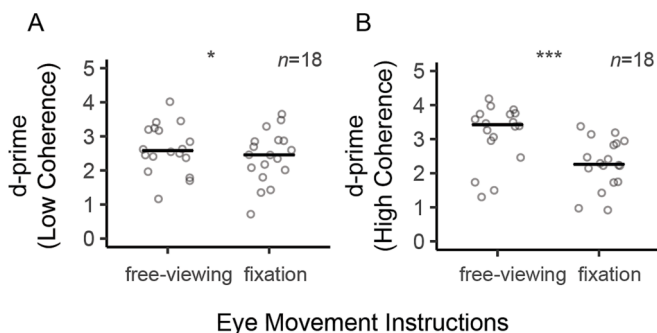 A
* n=18
d-prime
(Low Coherence)
5
4
3
2
1
0
free-viewing fixation
B
*** n=18
d-prime
(High Coherence)
5
4
3
2
1
0
free-viewing fixation
Eye Movement Instructions